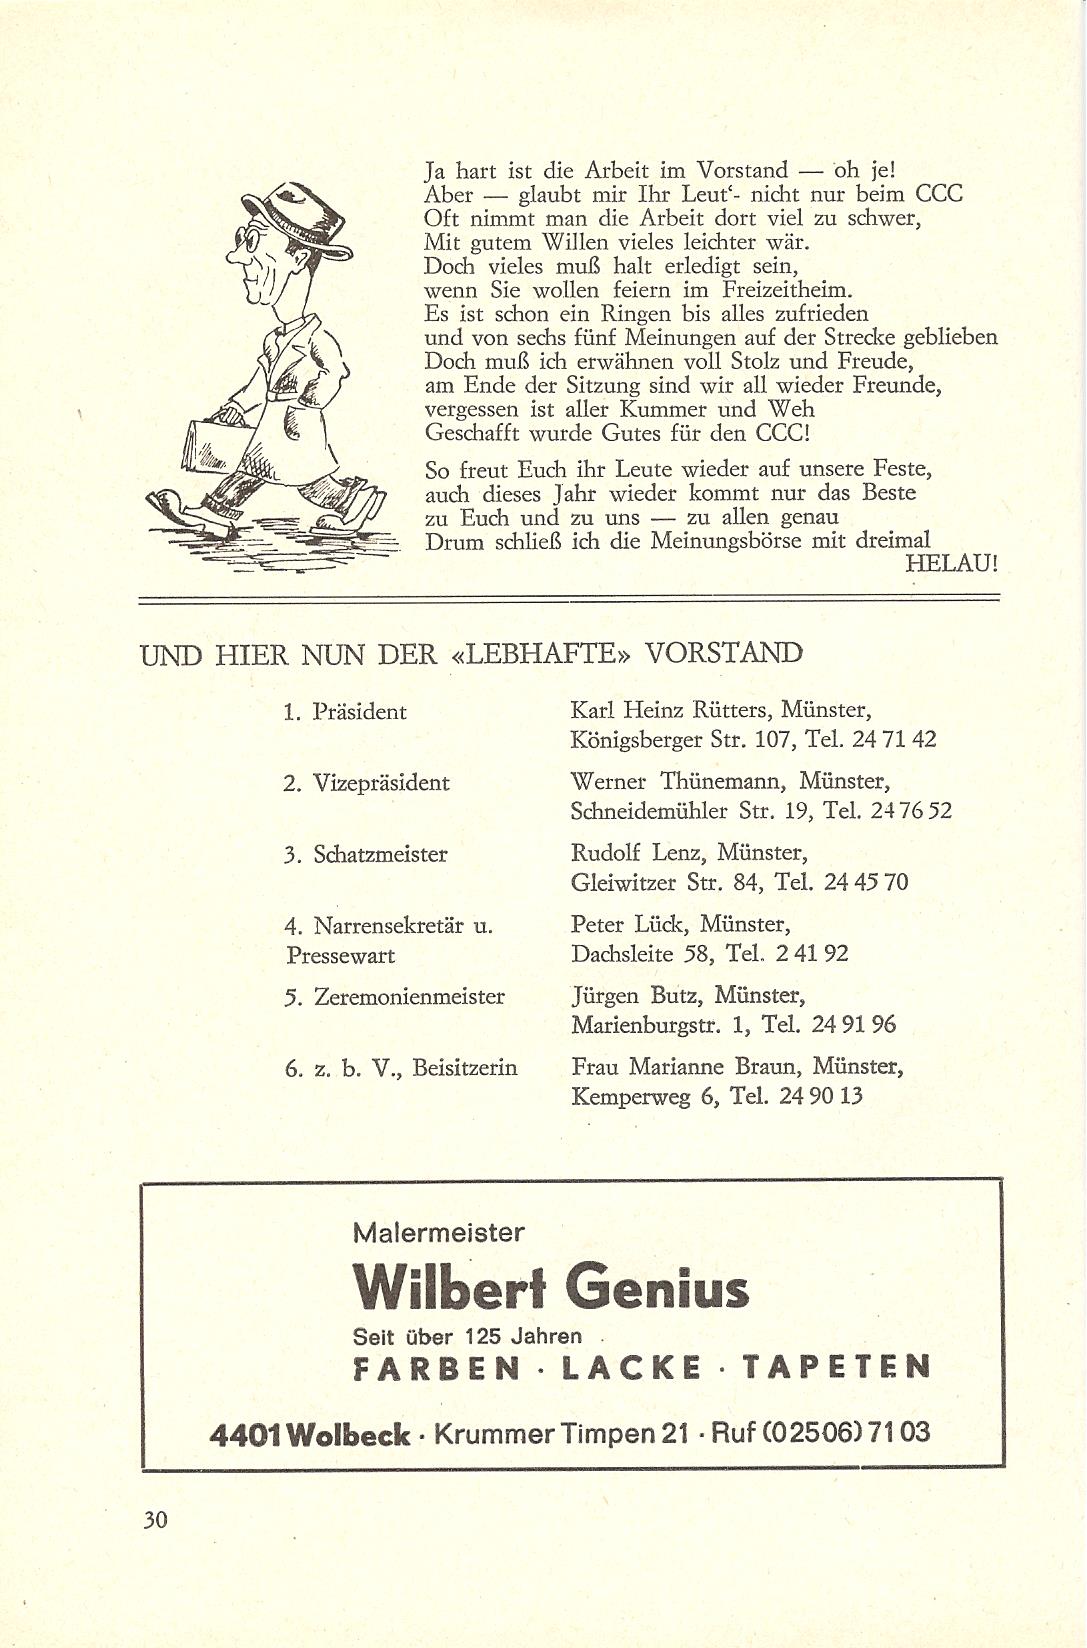 Ja hart ist die Arbeit im Vorstand — oh je!
Aber — glaubt mir Ihr Leut‘- nicht nur beim CCC
Oft nimmt man die Arbeit dort viel zu schwer,
Mit gutem Willen vieles leichter wär.
Doch vieles muß halt erledigt sein,
wenn Sie wollen feiern im Freizeitheim.
Es ist schon ein Ringen bis alles zufrieden
und von sechs fünf Meinungen auf der Strecke geblieben
Doch muß ich erwähnen voll Stolz und Freude,
am Ende der Sitzung sind wir all wieder Freunde,
vergessen ist aller Kummer und Weh
Geschafft wurde Gutes für den CCC!
So freut Euch ihr Leute wieder auf unsere Feste,
auch dieses Jahr wieder kommt nur das Beste
zu Euch und zu uns — zu allen genau
Drum schließ ich die Meinungsbörse mit dreimal
HELAU!
UND HIER NUN DER «LEBHAFTE» VORSTAND
1. Präsident Karl Heinz Rütters, Münster,
Königsberger Str. 107, Tel. 24 71 42
2. Vizepräsident Werner Thünemann, Münster,
Schneidemühler Str. 19, Tel. 24 76 52
3. Schatzmeister Rudolf Lenz, Münster,
Gleiwitzer Str. 84, Tel. 24 45 70
4. Narrensekretär u. Peter Lück, Münster,
Pressewart Dachsleite 58, Tel. 2 41 92
5. Zeremonienmeister Jürgen Butz, Münster,
Marienburgstr. 1, Tel. 24 91 96
6. z. b. V., Beisitzerin Frau Marianne Braun, Münster,
Kemperweg 6, Tel. 24 90 13
Malermeister
Wilbert Genius
Seit über 125 Jahren
FARBEN · LACKE · TAPETEN
4401 Wolbeck · Krummer Timpen 21 · Ruf (0 25 06) 71 03
30